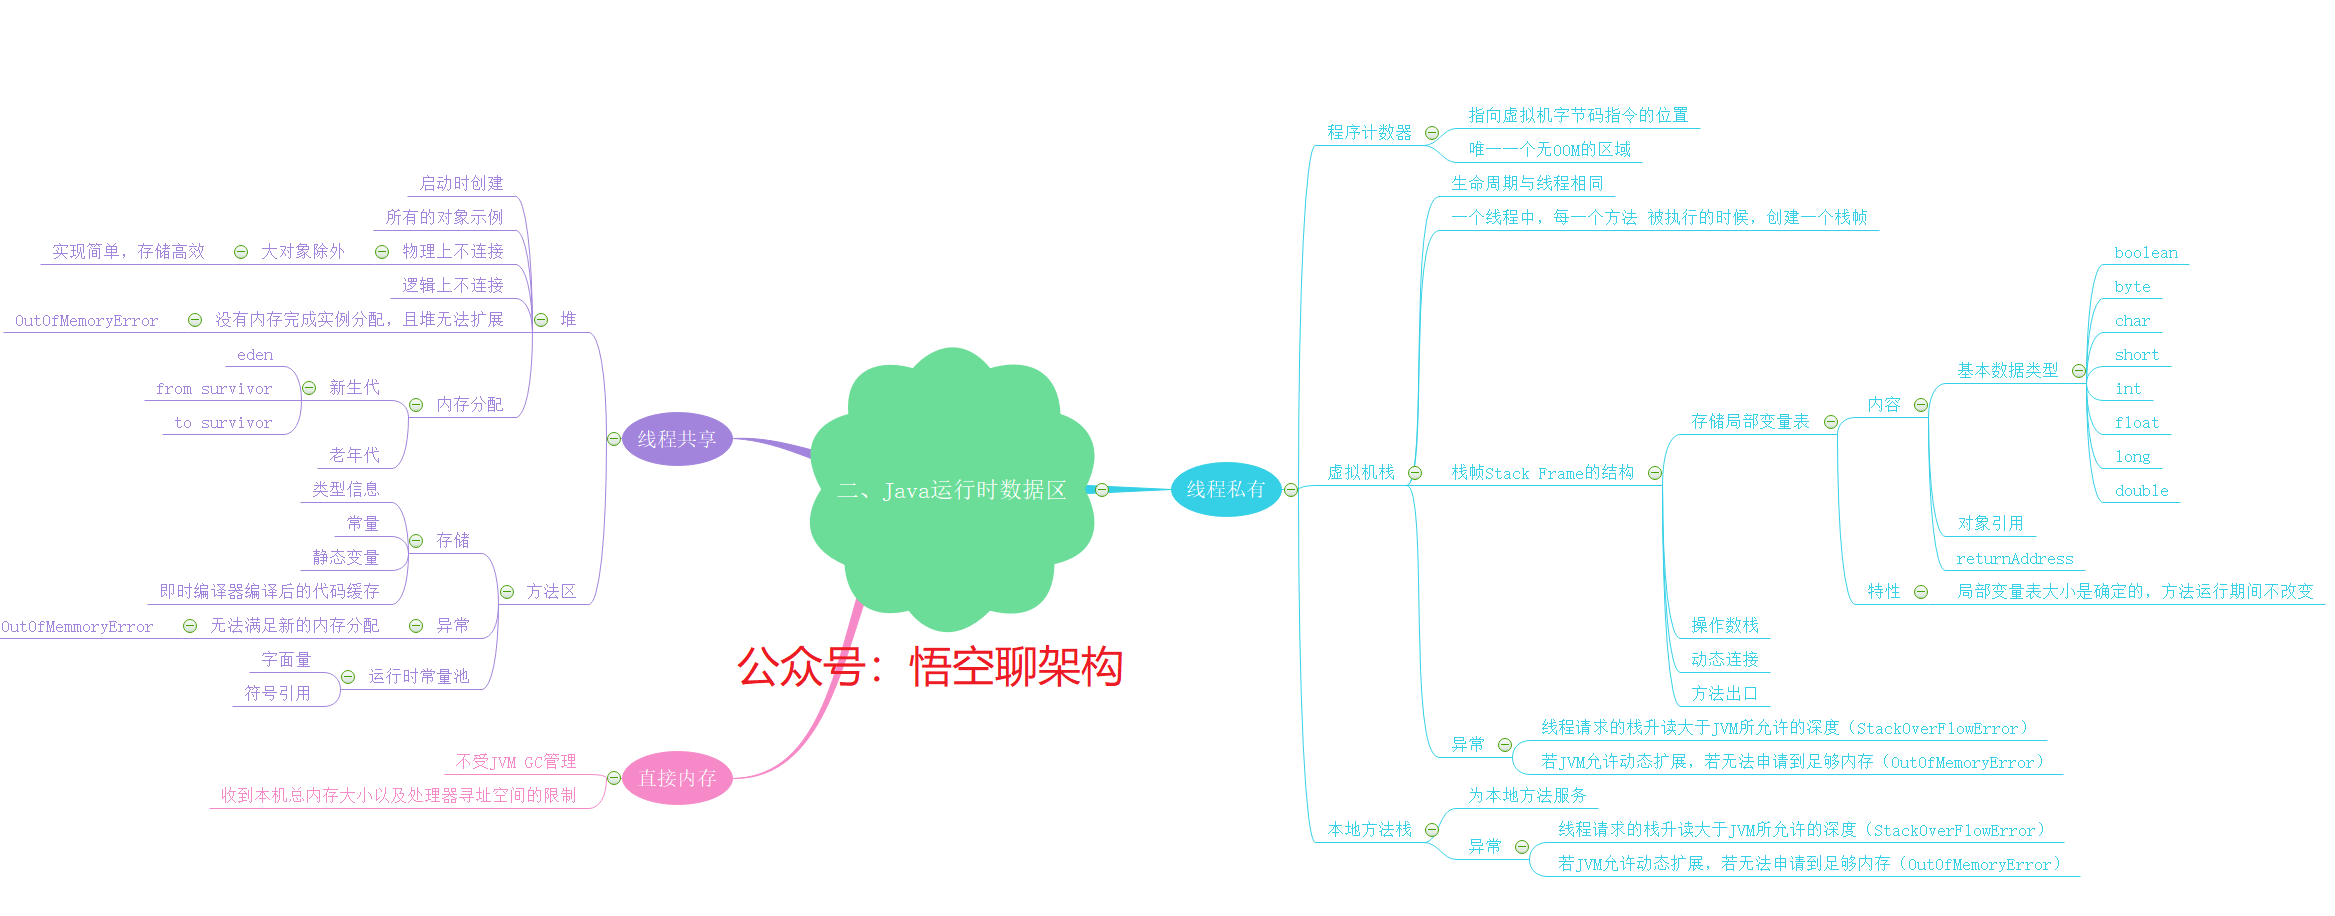 二、Java运行时数据区
线程私有
程序计数器
指向虚拟机字节码指令的位置
唯一一个无OOM的区域
虚拟机栈
生命周期与线程相同
一个线程中，每一个方法 被执行的时候，创建一个栈帧
栈帧Stack Frame的结构
存储局部变量表
内容
基本数据类型
boolean
byte
char
short
int
float
long
double
对象引用
returnAddress
特性
局部变量表大小是确定的，方法运行期间不改变
操作数栈
动态连接
方法出口
异常
线程请求的栈升读大于JVM所允许的深度（StackOverFlowError）
若JVM允许动态扩展，若无法申请到足够内存（OutOfMemoryError）
本地方法栈
为本地方法服务
异常
线程请求的栈升读大于JVM所允许的深度（StackOverFlowError）
若JVM允许动态扩展，若无法申请到足够内存（OutOfMemoryError）
线程共享
堆
启动时创建
所有的对象示例
物理上不连接
大对象除外
实现简单，存储高效
逻辑上不连接
没有内存完成实例分配，且堆无法扩展
OutOfMemoryError
内存分配
新生代
eden
from survivor
to survivor
老年代
方法区
存储
类型信息
常量
静态变量
即时编译器编译后的代码缓存
异常
无法满足新的内存分配
OutOfMemmoryError
运行时常量池
字面量
符号引用
直接内存
不受JVM GC管理
收到本机总内存大小以及处理器寻址空间的限制
公众号：悟空聊架构